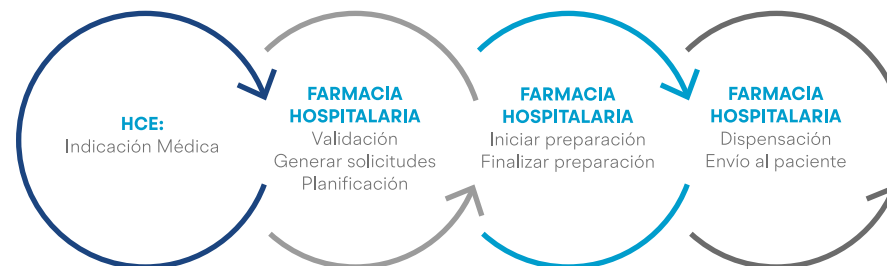 HCE:
Indicación Médica
FARMACIA
HOSPITALARIA
Validación
Generar solicitudes
Planificación
FARMACIA
HOSPITALARIA
Iniciar preparación
Finalizar preparación
FARMACIA
HOSPITALARIA
Dispensación
Envío al paciente